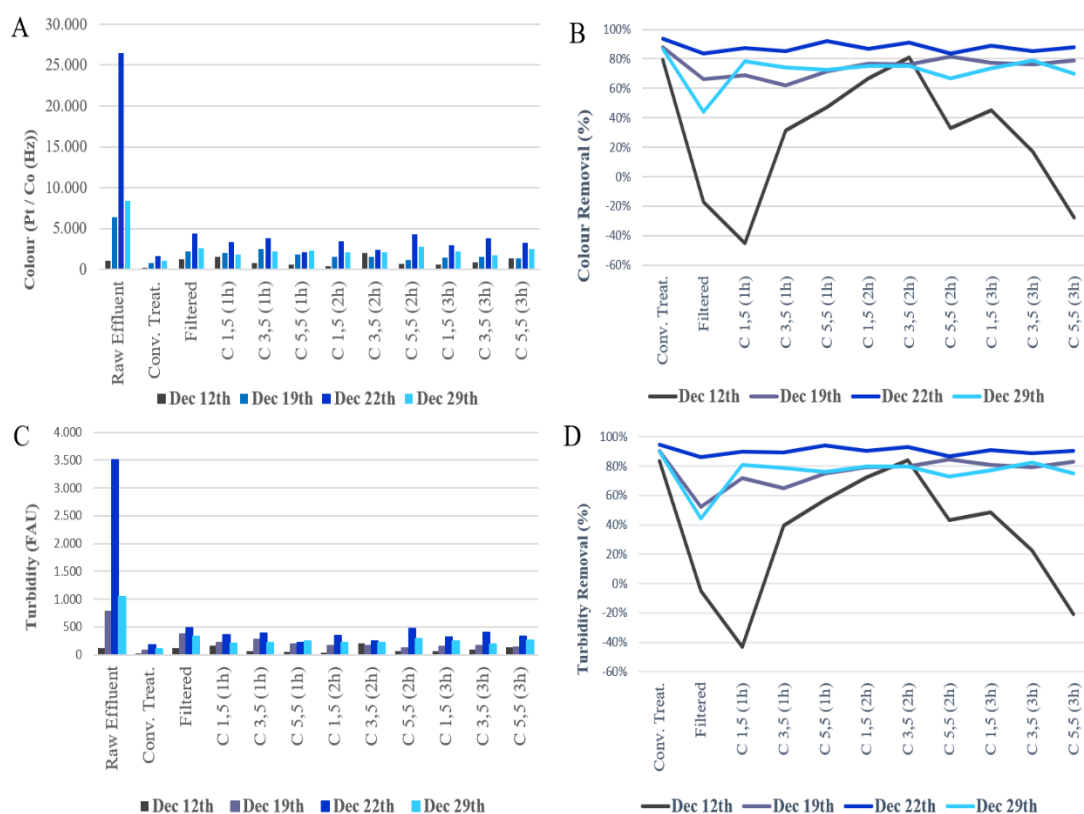 A
Colour (Pt / Co (Hz))
30.000
25.000
20.000
15.000
10.000
5.000
0
Raw Effluent
Conv. Treat.
Filtered
C 1,5 (1h)
C 3,5 (1h)
C 5,5 (1h)
C 1,5 (2h)
C 3,5 (2h)
C 5,5 (2h)
C 1,5 (3h)
C 3,5 (3h)
C 5,5 (3h)
Dec 12th Dec 19th Dec 22th Dec 29th
B
Colour Removal (%)
100%
80%
60%
40%
20%
0%
-20%
-40%
-60%
Conv. Treat.
Filtered
C 1,5 (1h)
C 3,5 (1h)
C 5,5 (1h)
C 1,5 (2h)
C 3,5 (2h)
C 5,5 (2h)
C 1,5 (3h)
C 3,5 (3h)
C 5,5 (3h)
Dec 12th Dec 19th
Dec 22th Dec 29th
C
Turbidity (FAU)
4.000
3.500
3.000
2.500
2.000
1.500
1.000
500
0
Raw Effluent
Conv. Treat.
Filtered
C 1,5 (1h)
C 3,5 (1h)
C 5,5 (1h)
C 1,5 (2h)
C 3,5 (2h)
C 5,5 (2h)
C 1,5 (3h)
C 3,5 (3h)
C 5,5 (3h)
Dec 12th Dec 19th Dec 22th Dec 29th
D
Turbidity Removal (%)
100%
80%
60%
40%
20%
0%
-20%
-40%
-60%
Conv. Treat.
Filtered
C 1,5 (1h)
C 3,5 (1h)
C 5,5 (1h)
C 1,5 (2h)
C 3,5 (2h)
C 5,5 (2h)
C 1,5 (3h)
C 3,5 (3h)
C 5,5 (3h)
Dec 12th Dec 19th
Dec 22th Dec 29th